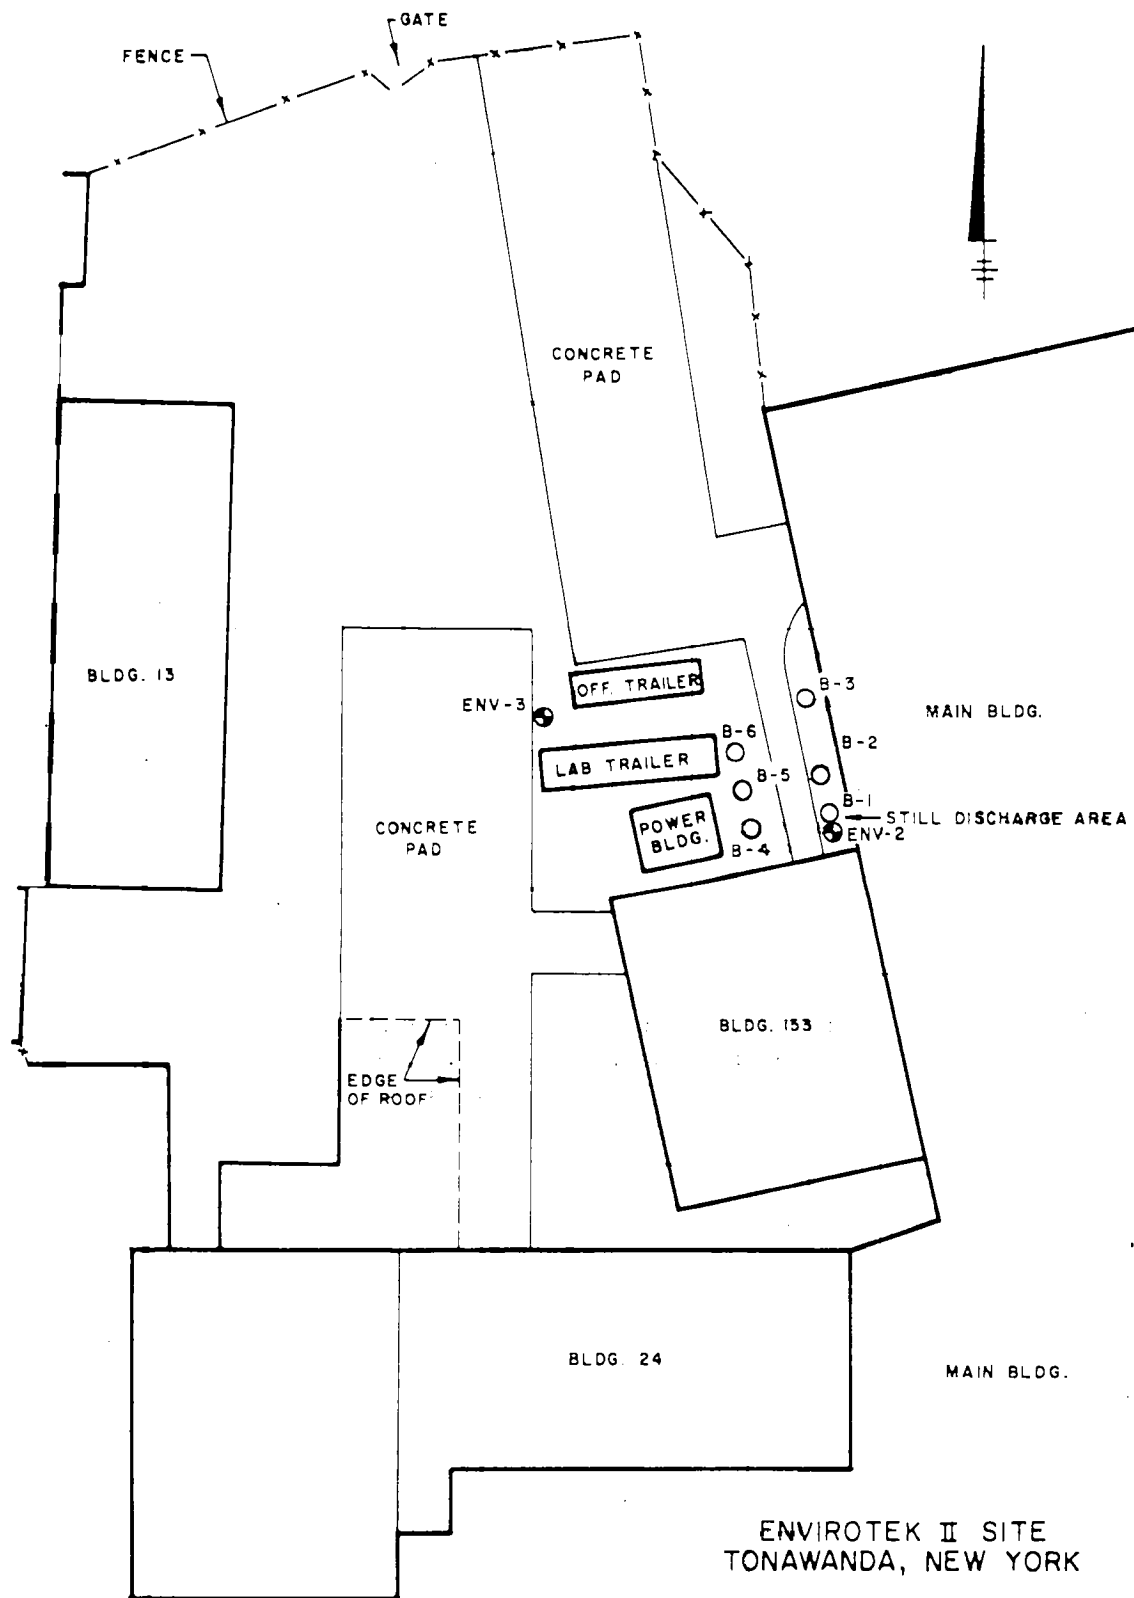 GATE
FENCE
CONCRETE
PAD
BLDG. 13
OFF. TRAILER
ENV-3
B-3
MAIN BLDG.
B-6
B-2
LAB TRAILER
B-5
B-1
STILL DISCHARGE AREA
POWER
BLDG.
ENV-2
CONCRETE
PAD
B-4
BLDG. 153
EDGE
OF ROOF
BLDG. 24
MAIN BLDG.
ENVIROTEK II SITE
TONAWANDA, NEW YORK